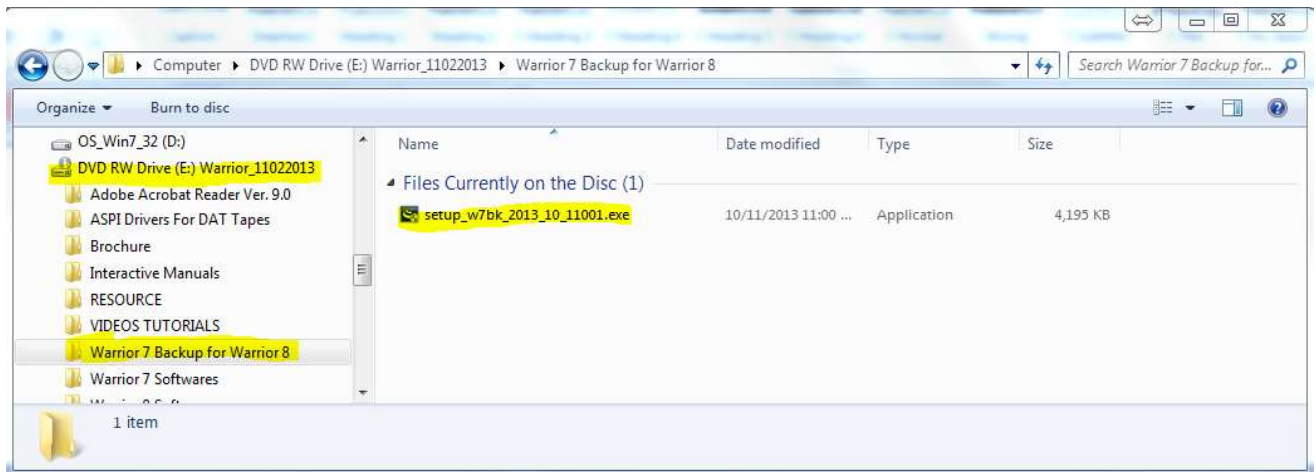 Computer ▸ DVD RW Drive (E:) Warrior_11022013 ▸ Warrior 7 Backup for Warrior 8
Search Warrior 7 Backup for...
Organize
Burn to disc
Name
Date modified
Type
Size
OS_Win7_32 (D:)
DVD RW Drive (E:) Warrior_11022013
Adobe Acrobat Reader Ver. 9.0
ASPI Drivers For DAT Tapes
Brochure
Interactive Manuals
RESOURCE
VIDEOS TUTORIALS
Warrior 7 Backup for Warrior 8
Warrior 7 Softwares
Files Currently on the Disc (1)
setup_w7bk_2013_10_11001.exe
10/11/2013 11:00 ...
Application
4,195 KB
1 item